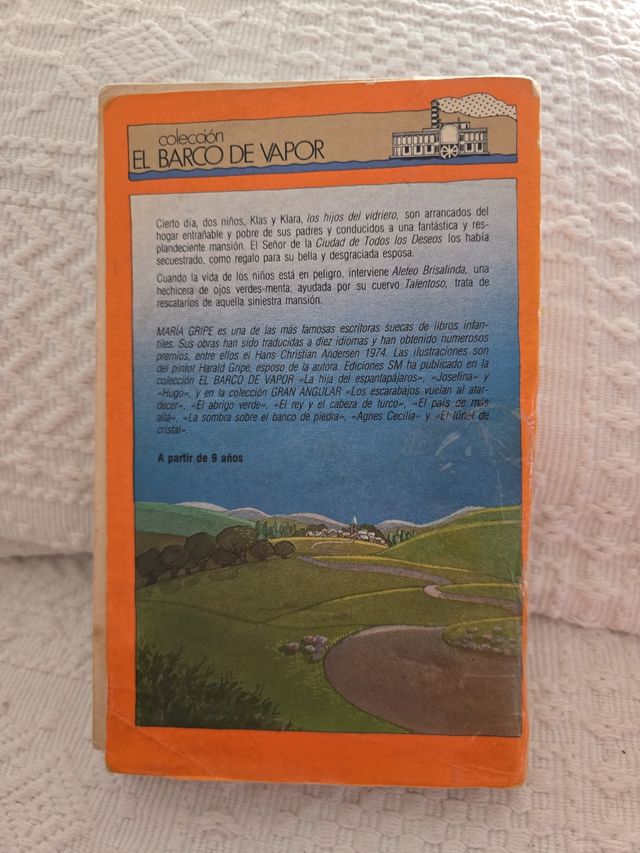 colección
EL BARCO DE VAPOR
Cierto día, dos niños, Klas y Klara, los hijos del vidriero, son arrancados del
hogar entrañable y pobre de sus padres y conducidos a una fantástica y res-
plandeciente mansión. El Señor de la Ciudad de Todos los Deseos los había
secuestrado, como regalo para su bella y desgraciada esposa.
Cuando la vida de los niños está en peligro, interviene Aleteo Brisalinda, una
hechicera de ojos verdes-menta; ayudada por su cuervo Talentoso, trata de
rescatarlos de aquella siniestra mansión.
MARIA GRIPE es una de las más famosas escritoras suecas de libros infan-
tiles. Sus obras han sido traducidas a diez idiomas y han obtenido numerosos
premios, entre ellos el Hans Christian Andersen 1974. Las ilustraciones son
del pintor Harald Gripe, esposo de la autora. Ediciones SM ha publicado en la
colección EL BARCO DE VAPOR «La hija del espantapájaros», «Josefina» y
«Hugo», y en la colección GRAN ANGULAR «Los escarabajos vuelan al atar-
decer», «El abrigo verde», «El rey y el cabeza de turco», «El país de más
allá», «La sombra sobre el banco de piedra», «Agnes Cecilia» y «El túnel de
cristal».
A partir de 9 años